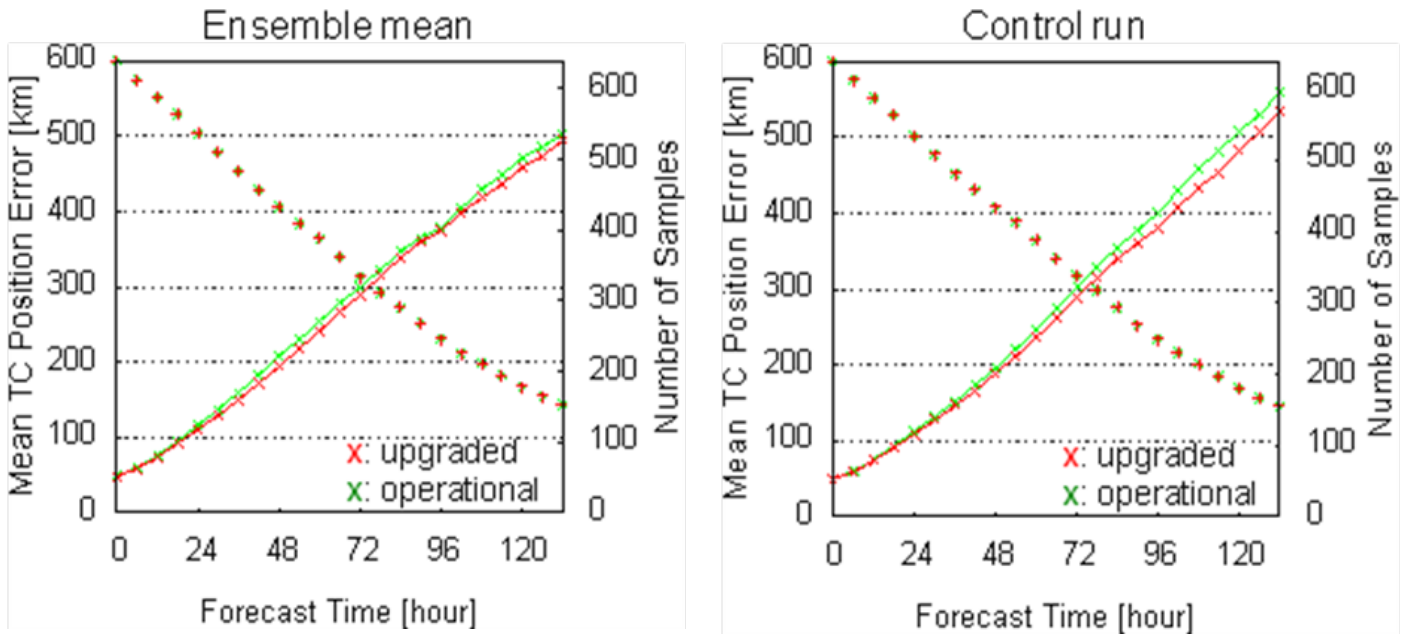 Ensemble mean
Mean TC Position Error [km]
600
500
400
300
200
100
0
Number of Samples
600
500
400
300
200
100
0
X: upgraded
X: operational
0 24 48 72 96 120
Forecast Time [hour]
Control run
Mean TC Position Error [km]
600
500
400
300
200
100
0
Number of Samples
600
500
400
300
200
100
0
X: upgraded
X: operational
0 24 48 72 96 120
Forecast Time [hour]